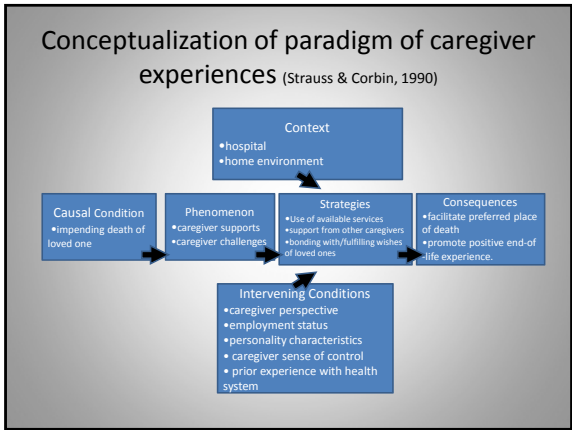 Conceptualization of paradigm of caregiver
experiences (Strauss & Corbin, 1990)
Context
•hospital
•home environment
Causal Condition
•impending death of
loved one
Phenomenon
•caregiver supports
•caregiver challenges
Strategies
•Use of available services
•support from other caregivers
•bonding with/fulfilling wishes
of loved ones
Consequences
•facilitate preferred place
of death
•promote positive end-of
-life experience.
Intervening Conditions
•caregiver perspective
•employment status
•personality characteristics
• caregiver sense of control
• prior experience with health
system